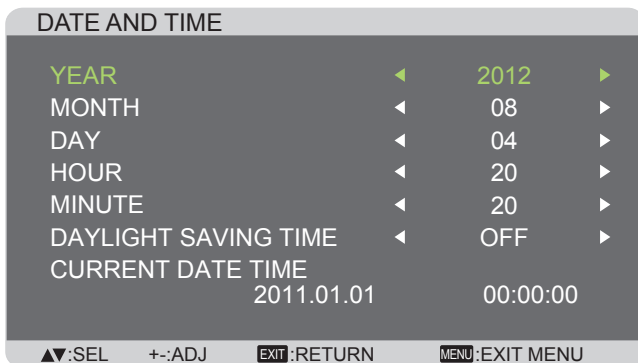 DATE AND TIME
YEAR 2012
MONTH 08
DAY 04
HOUR 20
MINUTE 20
DAYLIGHT SAVING TIME OFF
CURRENT DATE TIME
2011.01.01 00:00:00
▲▼:SEL +-:ADJ EXIT:RETURN MENU:EXIT MENU